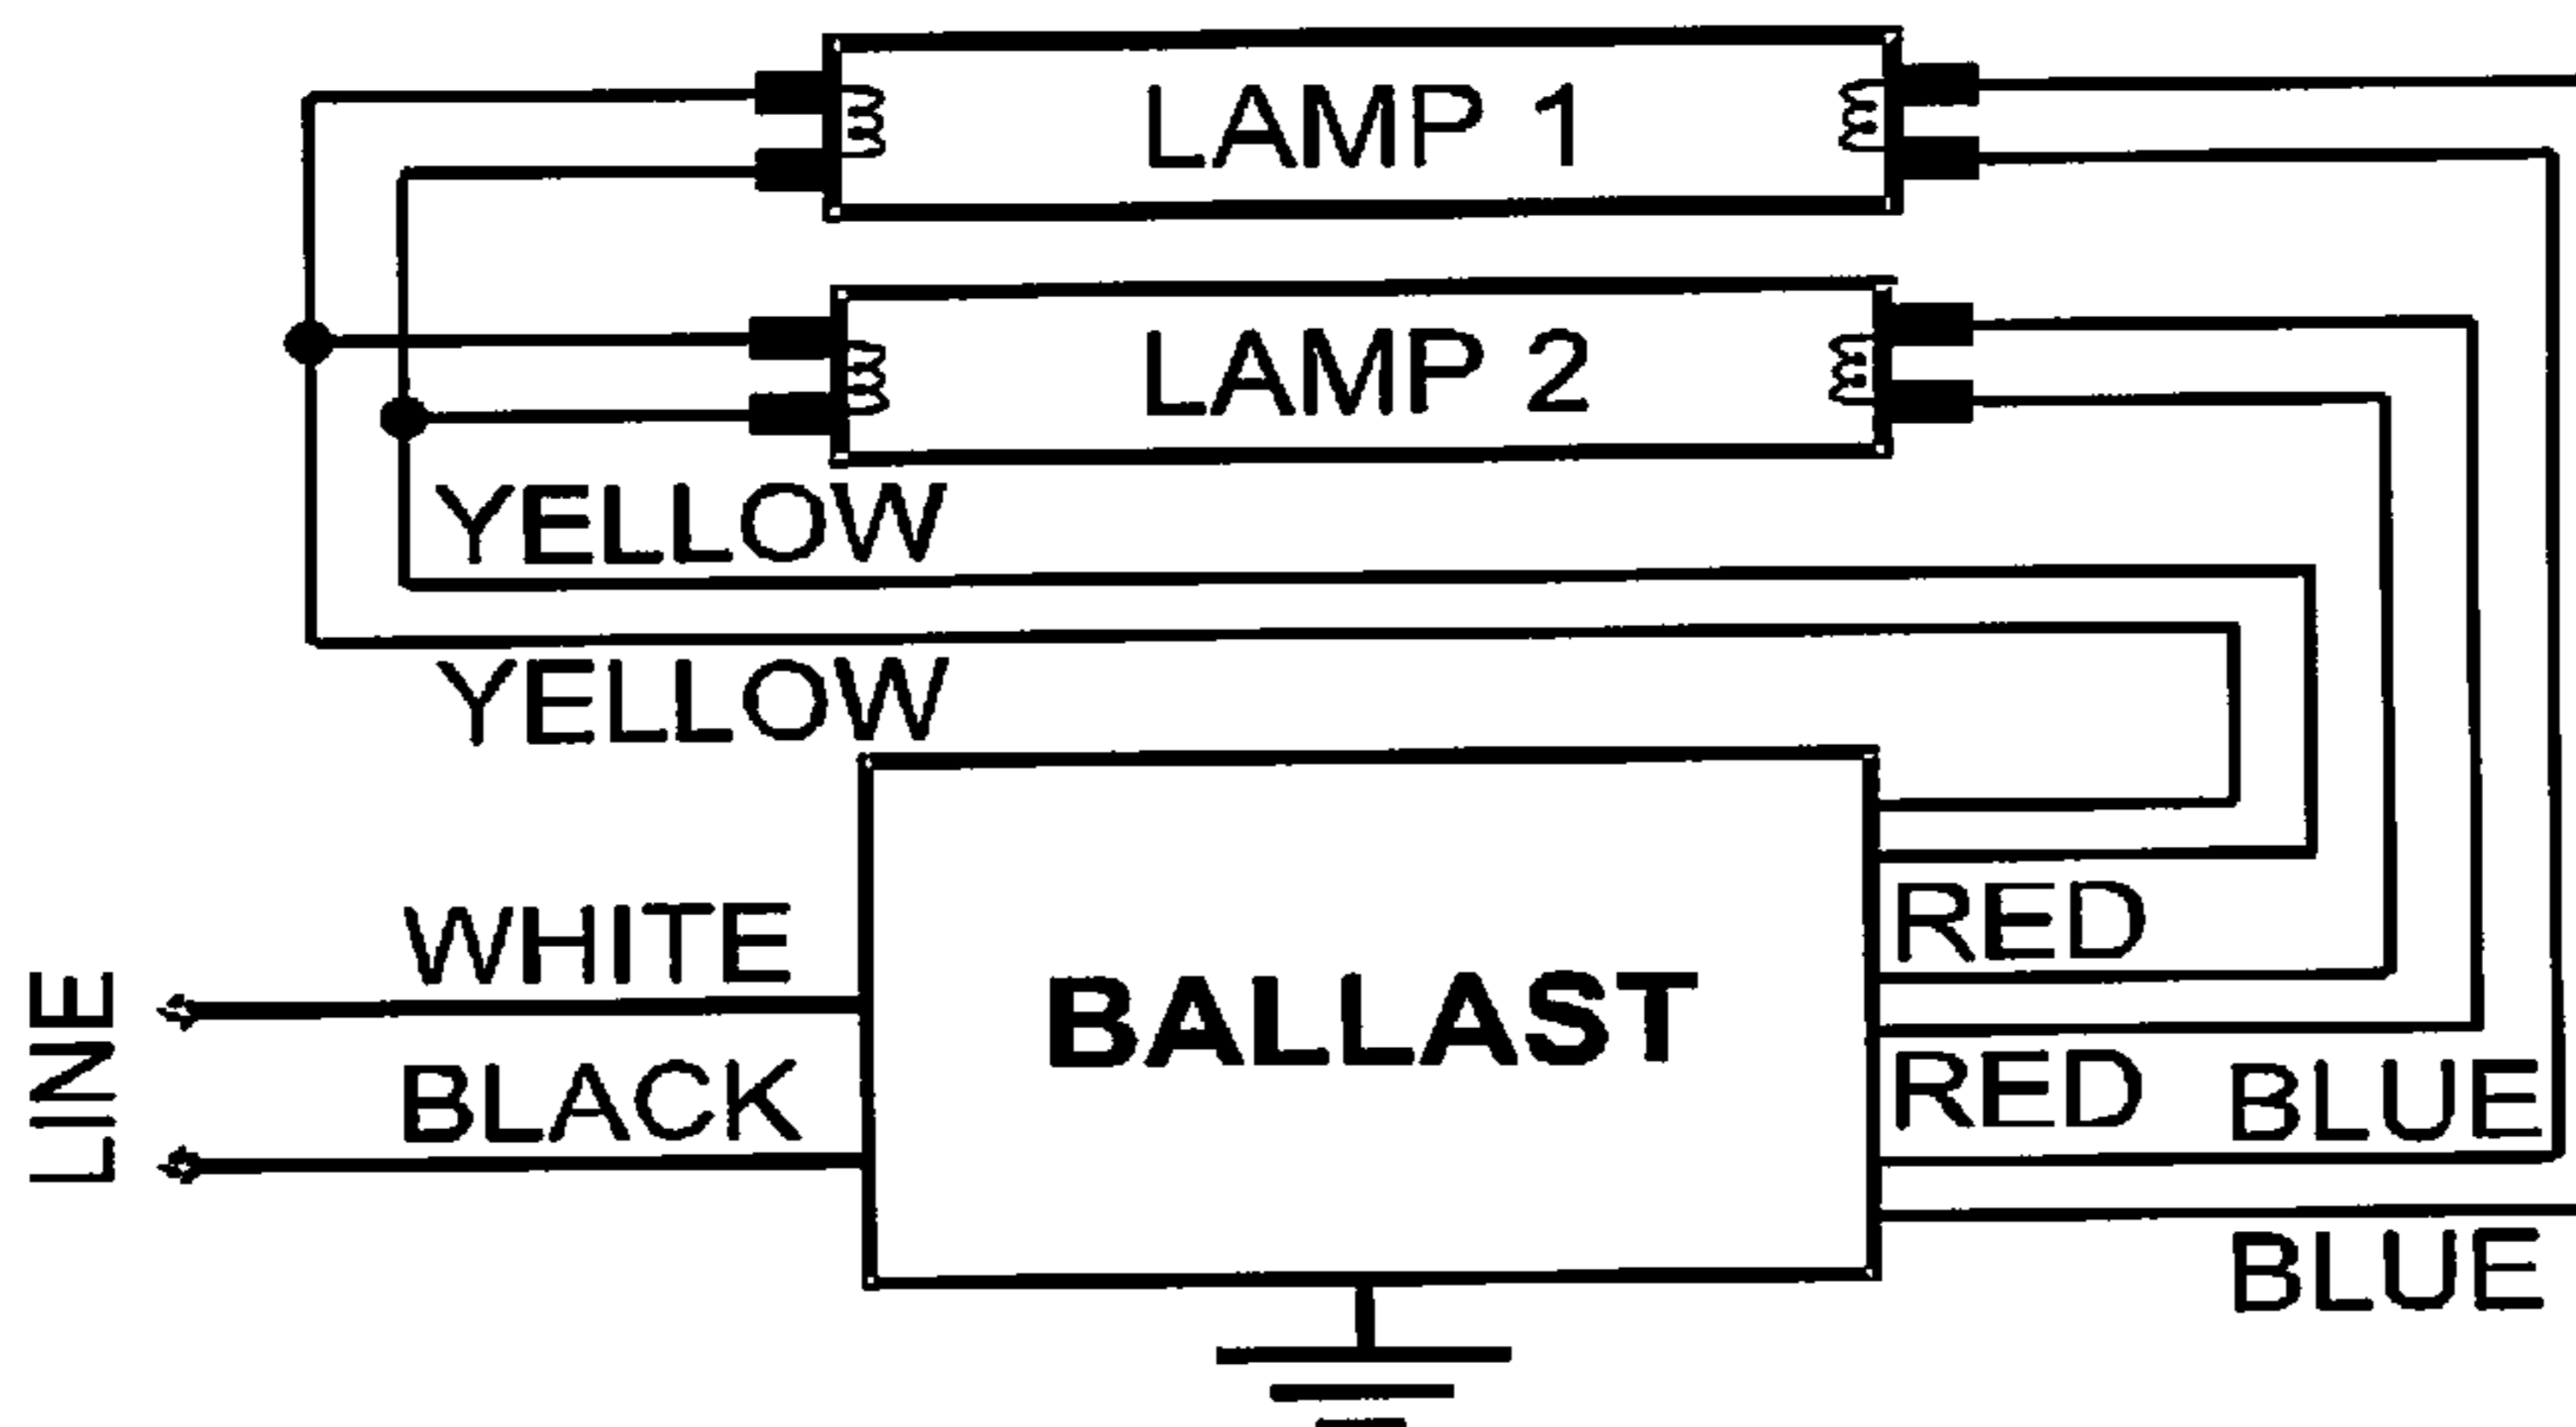 LAMP 1
LAMP 2
YELLOW
YELLOW
WHITE
RED
LINE
BALLAST
BLACK
RED
BLUE
BLUE